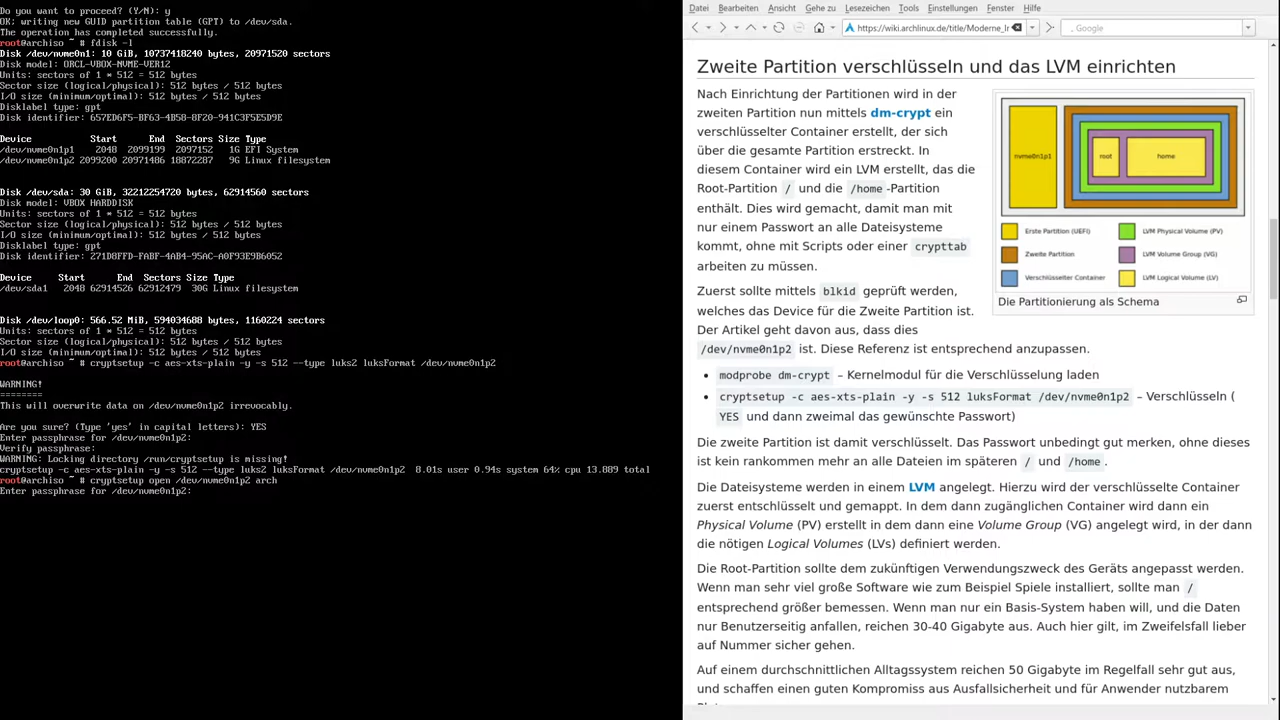 Do you want to proceed? (Y/N): y
OK; writing new GUID partition table (GPT) to /dev/sda.
The operation has completed successfully.
root@archiso ~ # fdisk -l
Disk /dev/nvme0n1: 10 GiB, 10737418240 bytes, 20971520 sectors
Disk model: ORCL-VBOX-NVME-VER12
Units: sectors of 1 * 512 = 512 bytes
Sector size (logical/physical): 512 bytes / 512 bytes
I/O size (minimum/optimal): 512 bytes / 512 bytes
Disklabel type: gpt
Disk identifier: 657ED6F5-BF63-4B58-8F20-941C3F5E5D9E
Device Start End Sectors Size Type
/dev/nvme0n1p1 2048 2099199 2097152 1G EFI System
/dev/nvme0n1p2 2099200 20971486 18872287 9G Linux filesystem
Disk /dev/sda: 30 GiB, 32212254720 bytes, 62914560 sectors
Disk model: VBOX HARDDISK
Units: sectors of 1 * 512 = 512 bytes
Sector size (logical/physical): 512 bytes / 512 bytes
I/O size (minimum/optimal): 512 bytes / 512 bytes
Disklabel type: gpt
Disk identifier: 271D8FFD-FABF-4AB4-95AC-A0F93E9B6052
Device Start End Sectors Size Type
/dev/sda1 2048 62914526 62912479 30G Linux filesystem
Disk /dev/loop0: 566.52 MiB, 594034688 bytes, 1160224 sectors
Units: sectors of 1 * 512 = 512 bytes
Sector size (logical/physical): 512 bytes / 512 bytes
I/O size (minimum/optimal): 512 bytes / 512 bytes
root@archiso ~ # cryptsetup -c aes-xts-plain -y -s 512 --type luks2 luksFormat /dev/nvme0n1p2
WARNING!
========
This will overwrite data on /dev/nvme0n1p2 irrevocably.
Are you sure? (Type 'yes' in capital letters): YES
Enter passphrase for /dev/nvme0n1p2:
Verify passphrase:
WARNING: Locking directory /run/cryptsetup is missing!
cryptsetup -c aes-xts-plain -y -s 512 --type luks2 luksFormat /dev/nvme0n1p2 8.01s user 0.94s system 64% cpu 13.889 total
root@archiso ~ # cryptsetup open /dev/nvme0n1p2 arch
Enter passphrase for /dev/nvme0n1p2:
Datei Bearbeiten Ansicht Gehe zu Lesezeichen Tools Einstellungen Fenster Hilfe
https://wiki.archlinux.de/title/Moderne_Ir
Google
Zweite Partition verschlüsseln und das LVM einrichten
Nach Einrichtung der Partitionen wird in der
zweiten Partition nun mittels dm-crypt ein
verschlüsselter Container erstellt, der sich
über die gesamte Partition erstreckt. In
diesem Container wird ein LVM erstellt, das die
Root-Partition / und die /home -Partition
enthält. Dies wird gemacht, damit man mit
nur einem Passwort an alle Dateisysteme
kommt, ohne mit Scripts oder einer crypttab
arbeiten zu müssen.
nvme0n1p1
root
home
Erste Partition (UEFI)
LVM Physical Volume (PV)
Zweite Partition
LVM Volume Group (VG)
Verschlüsselter Container
LVM Logical Volume (LV)
Die Partitionierung als Schema
Zuerst sollte mittels blkid geprüft werden,
welches das Device für die Zweite Partition ist.
Der Artikel geht davon aus, dass dies
/dev/nvme0n1p2 ist. Diese Referenz ist entsprechend anzupassen.
• modprobe dm-crypt – Kernelmodul für die Verschlüsselung laden
• cryptsetup -c aes-xts-plain -y -s 512 luksFormat /dev/nvme0n1p2 – Verschlüsseln (
YES und dann zweimal das gewünschte Passwort)
Die zweite Partition ist damit verschlüsselt. Das Passwort unbedingt gut merken, ohne dieses
ist kein rankommen mehr an alle Dateien im späteren / und /home .
Die Dateisysteme werden in einem LVM angelegt. Hierzu wird der verschlüsselte Container
zuerst entschlüsselt und gemappt. In dem dann zugänglichen Container wird dann ein
Physical Volume (PV) erstellt in dem dann eine Volume Group (VG) angelegt wird, in der dann
die nötigen Logical Volumes (LVs) definiert werden.
Die Root-Partition sollte dem zukünftigen Verwendungszweck des Geräts angepasst werden.
Wenn man sehr viel große Software wie zum Beispiel Spiele installiert, sollte man /
entsprechend größer bemessen. Wenn man nur ein Basis-System haben will, und die Daten
nur Benutzerseitig anfallen, reichen 30-40 Gigabyte aus. Auch hier gilt, im Zweifelsfall lieber
auf Nummer sicher gehen.
Auf einem durchschnittlichen Alltagssystem reichen 50 Gigabyte im Regelfall sehr gut aus,
und schaffen einen guten Kompromiss aus Ausfallsicherheit und für Anwender nutzbarem